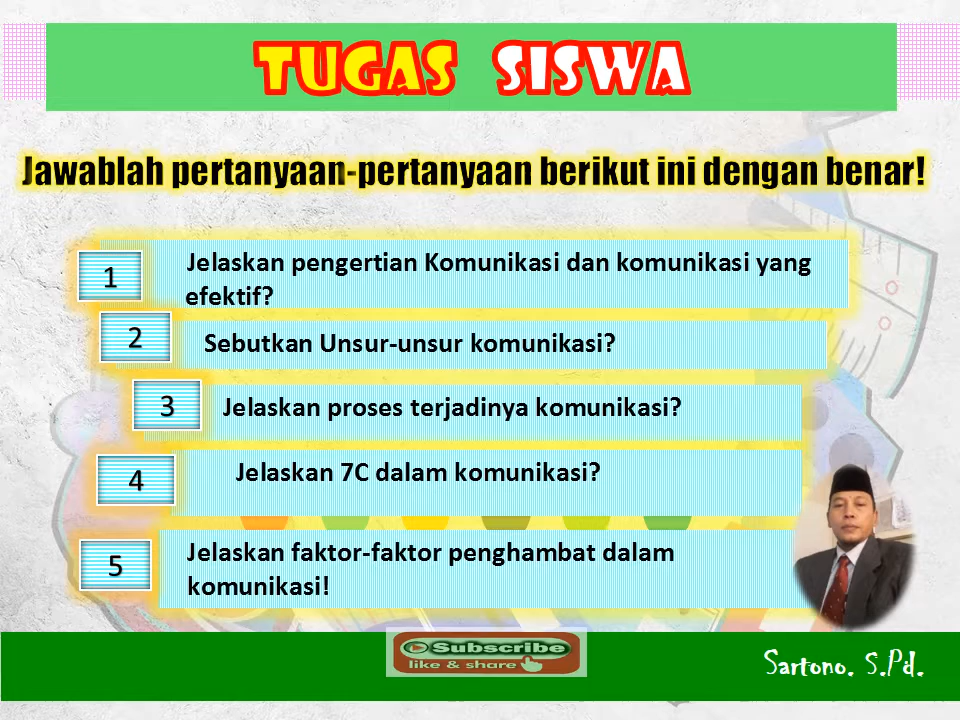 TUGAS SISWA
Jawablah pertanyaan-pertanyaan berikut ini dengan benar!
1
Jelaskan pengertian Komunikasi dan komunikasi yang
efektif?
2
Sebutkan Unsur-unsur komunikasi?
3
Jelaskan proses terjadinya komunikasi?
4
Jelaskan 7C dalam komunikasi?
5
Jelaskan faktor-faktor penghambat dalam
komunikasi!
Subscribe
like & share
Sartono. S.Pd.